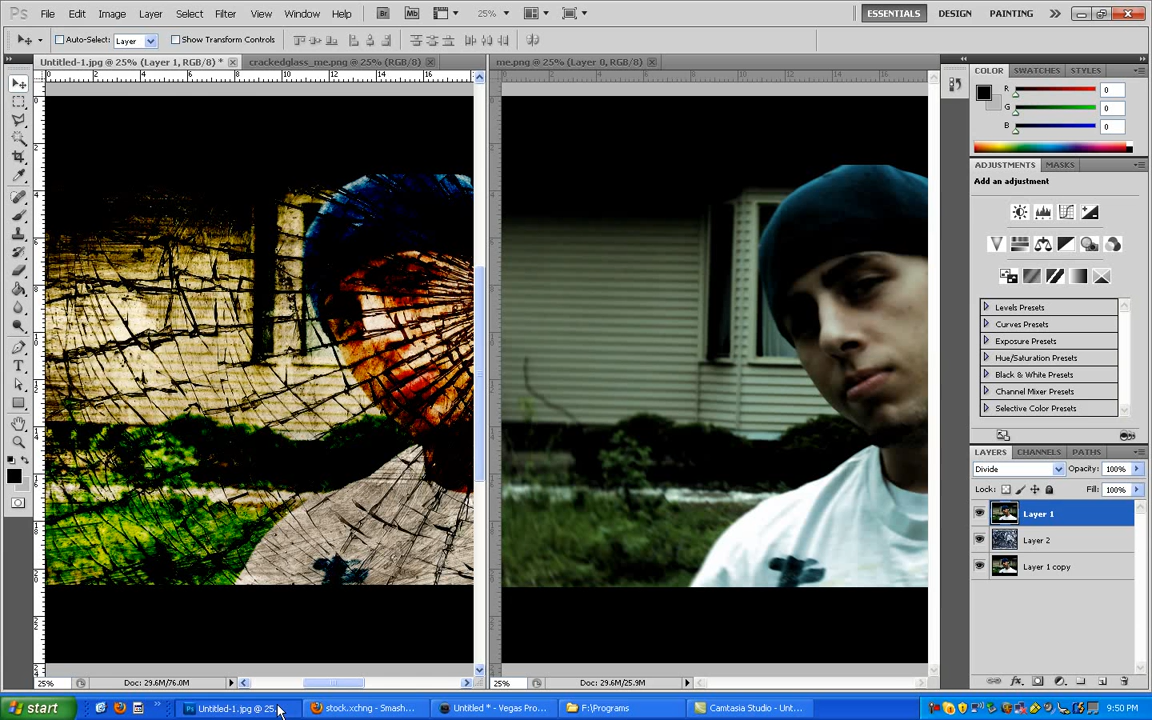 Ps File Edit Image Layer Select Filter View Window Help Br Mb 25% ESSENTIALS DESIGN PAINTING
Auto-Select: Layer Show Transform Controls
Untitled-1.jpg @ 25% (Layer 1, RGB/8) * crackedglass_me.png @ 25% (RGB/8) me.png @ 25% (Layer 0, RGB/8)
COLOR SWATCHES STYLES
R 0
G 0
B 0
ADJUSTMENTS MASKS
Add an adjustment
Levels Presets
Curves Presets
Exposure Presets
Hue/Saturation Presets
Black & White Presets
Channel Mixer Presets
Selective Color Presets
LAYERS CHANNELS PATHS
Divide Opacity: 100%
Lock: Fill: 100%
Layer 1
Layer 2
Layer 1 copy
25% Doc: 29.6M/76.0M 25% Doc: 29.6M/25.9M
start Untitled-1.jpg @ 25... stock.xchng - Smash... Untitled * - Vegas Pro... F:\Programs Camtasia Studio - Unt... 9:50 PM